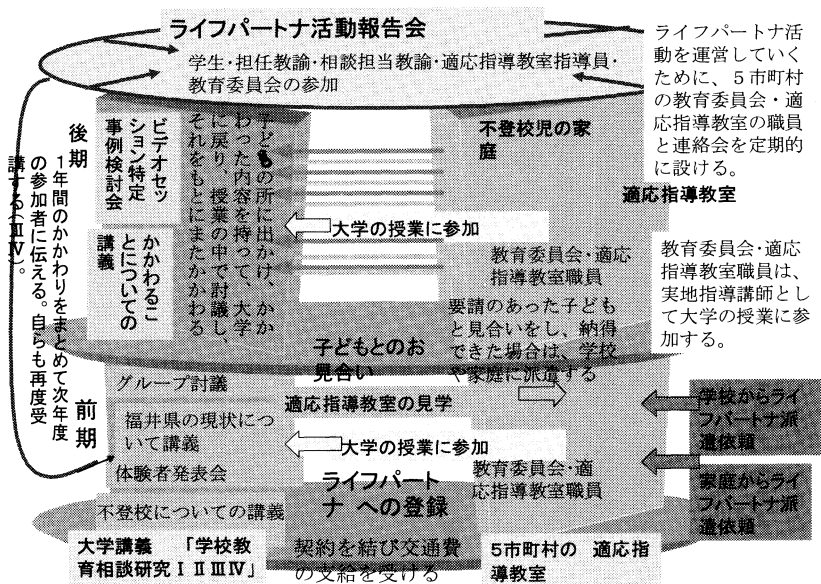 ライフパートナ活動報告会
学生・担任教諭・相談担当教諭・適応指導教室指導員・
教育委員会の参加
ライフパートナ活
動を運営していく
ために、5市町村
の教育委員会・適
応指導教室の職員
と連絡会を定期的
に設ける。
後期
ビデオセッ
ション特定
事例検討会
子どもの所に出かけ、かか
わった内容を持って、大学
に戻り、授業の中で討議し、
それをもとにまたかかわる
不登校児の家
庭
適応指導教室
1年間のかかわりをまとめて次年度
の参加者に伝える。自らも再度受
講する(ⅢⅣ)。
大学の授業に参加
かかわるこ
とについての
講義
教育委員会・適応
指導教室職員
教育委員会・適応
指導教室職員は、
実地指導講師とし
て大学の授業に参
加する。
要請のあった子ども
と見合いをし、納得
できた場合は、学校
や家庭に派遣する
子どもとのお
見合い
グループ討議
前期
適応指導教室の見学
学校からライ
フパートナ派
遣依頼
福井県の現状につ
いて講義
大学の授業に参加
体験者発表会
教育委員会・適
応指導教室職員
家庭からライ
フパートナ派
遣依頼
ライフパート
ナ への登録
不登校についての講義
大学講義 「学校教
育相談研究ⅠⅡⅢⅣ」
契約を結び交通費
の支給を受ける
5市町村の 適応指
導教室